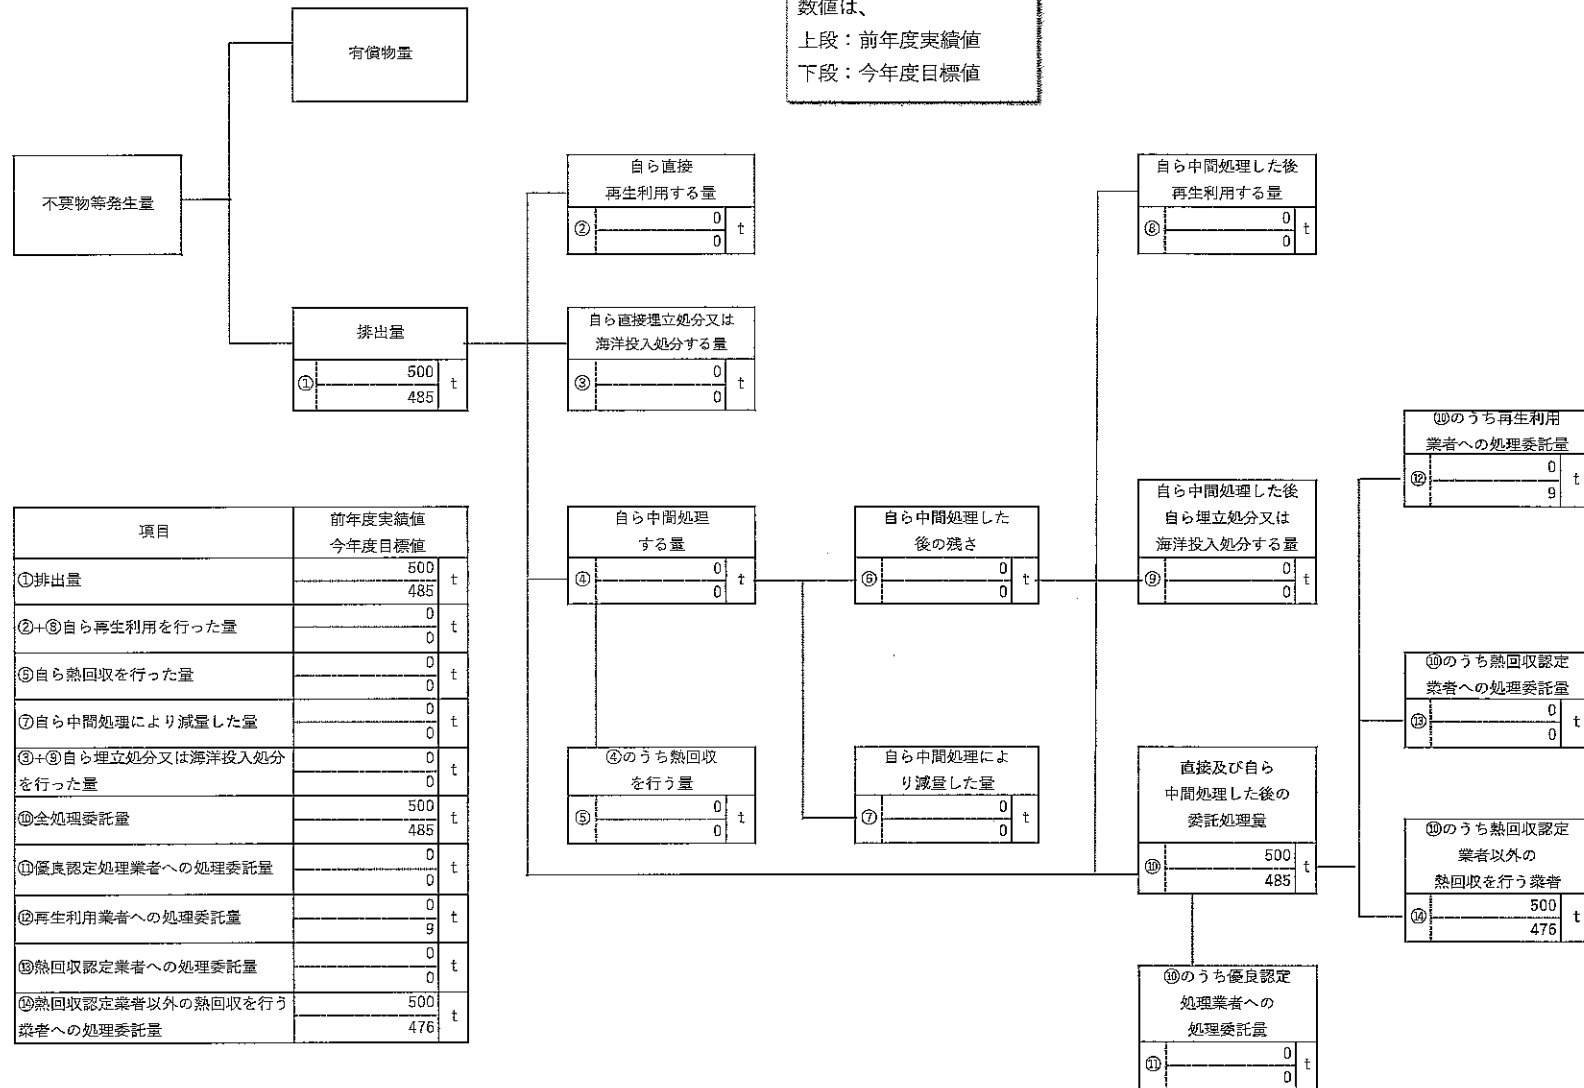 数値は、
上段：前年度実績値
下段：今年度目標値
有償物量
不要物等発生量
排出量
①
500
485
t
自ら直接
再生利用する量
②
0
0
t
自ら直接埋立処分又は
海洋投入処分する量
③
0
0
t
自ら中間処理
する量
④
0
0
t
④のうち熱回収
を行う量
⑤
0
0
t
自ら中間処理した
後の残さ
⑥
0
0
t
自ら中間処理によ
り減量した量
⑦
0
0
t
自ら中間処理した後
再生利用する量
⑧
0
0
t
自ら中間処理した後
自ら埋立処分又は
海洋投入処分する量
⑨
0
0
t
直接及び自ら
中間処理した後の
委託処理量
⑩
500
485
t
⑩のうち優良認定
処理業者への
処理委託量
⑪
0
0
t
⑩のうち再生利用
業者への処理委託量
⑫
0
9
t
⑩のうち熱回収認定
業者への処理委託量
⑬
0
0
t
⑩のうち熱回収認定
業者以外の
熱回収を行う業者
⑭
500
476
t
項目
前年度実績値
今年度目標値
①排出量
500
485
t
②+⑧自ら再生利用を行った量
0
0
t
⑤自ら熱回収を行った量
0
0
t
⑦自ら中間処理により減量した量
0
0
t
③+⑨自ら埋立処分又は海洋投入処分
を行った量
0
0
t
⑩全処理委託量
500
485
t
⑪優良認定処理業者への処理委託量
0
0
t
⑫再生利用業者への処理委託量
0
9
t
⑬熱回収認定業者への処理委託量
0
0
t
⑭熱回収認定業者以外の熱回収を行う
業者への処理委託量
500
476
t